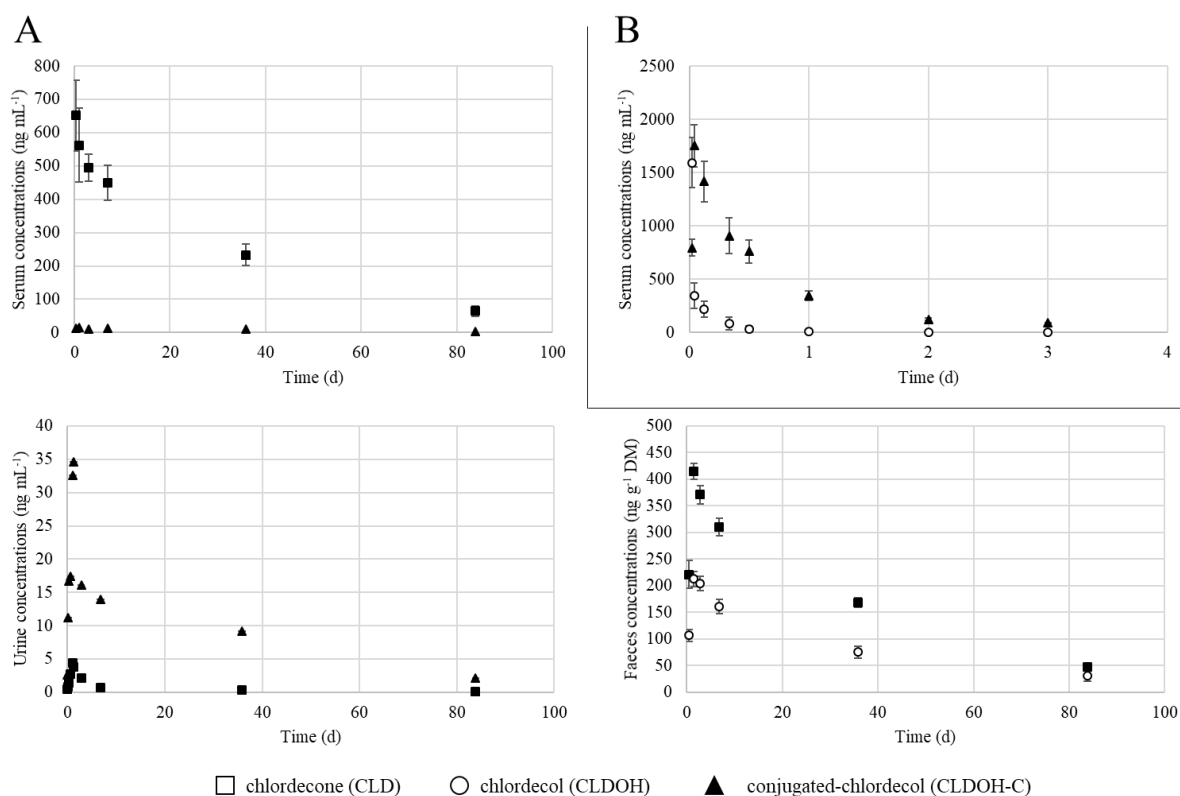 A
B
Serum concentrations (ng mL⁻¹)
800
700
600
500
400
300
200
100
0
0 20 40 60 80 100
Time (d)
Serum concentrations (ng mL⁻¹)
2500
2000
1500
1000
500
0
0 1 2 3 4
Time (d)
Urine concentrations (ng mL⁻¹)
40
35
30
25
20
15
10
5
0
0 20 40 60 80 100
Time (d)
Faeces concentrations (ng g⁻¹ DM)
500
450
400
350
300
250
200
150
100
50
0
0 20 40 60 80 100
Time (d)
chlordecone (CLD) chlordecol (CLDOH) conjugated-chlordecol (CLDOH-C)